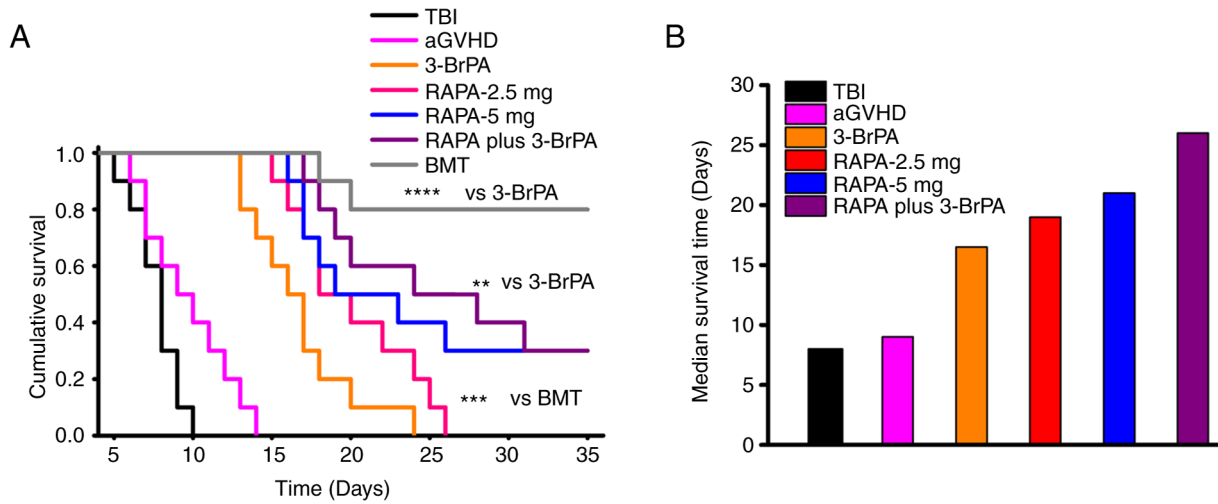 A
TBI
aGVHD
3-BrPA
RAPA-2.5 mg
RAPA-5 mg
RAPA plus 3-BrPA
BMT
**** vs 3-BrPA
** vs 3-BrPA
*** vs BMT
Cumulative survival
1.0
0.8
0.6
0.4
0.2
0.0
5 10 15 20 25 30 35
Time (Days)
B
TBI
aGVHD
3-BrPA
RAPA-2.5 mg
RAPA-5 mg
RAPA plus 3-BrPA
Median survival time (Days)
30
25
20
15
10
5
0